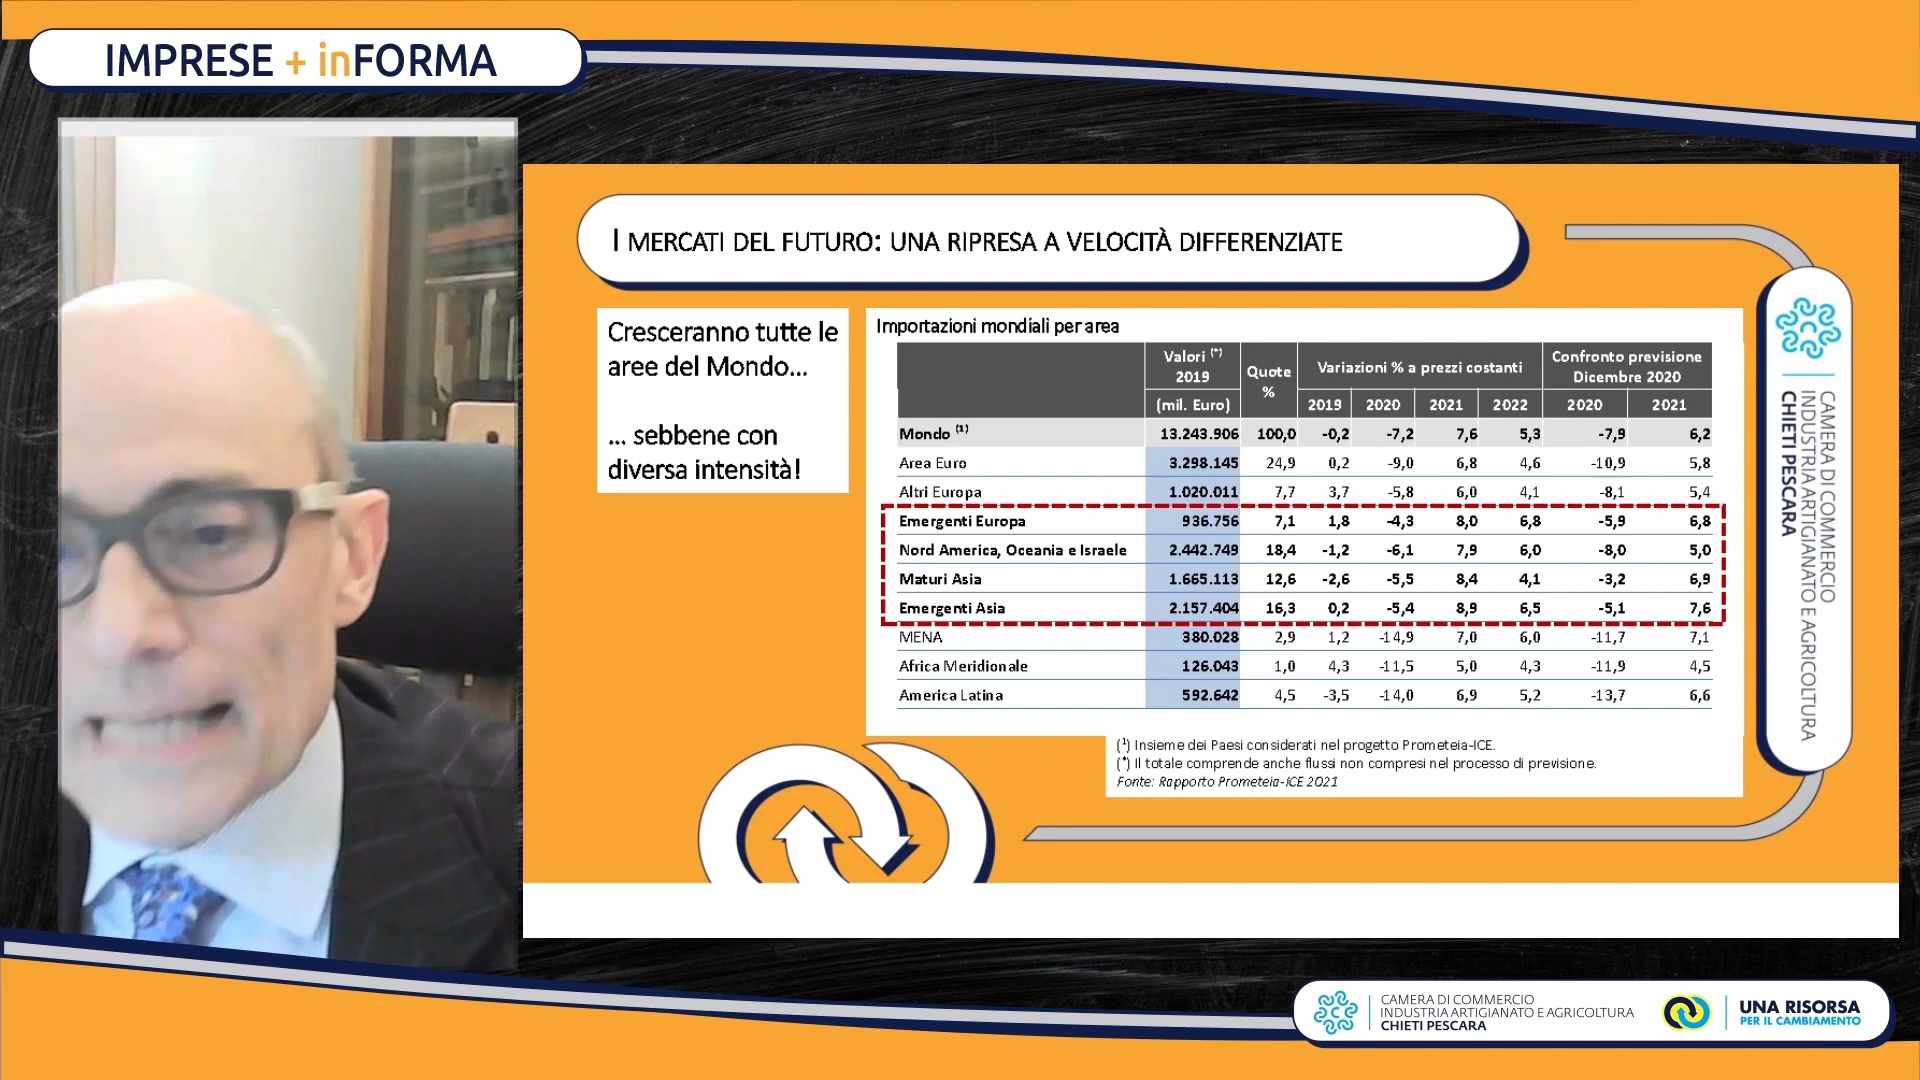 IMPRESE + inFORMA
I MERCATI DEL FUTURO: UNA RIPRESA A VELOCITÀ DIFFERENZIATE
Cresceranno tutte le
aree del Mondo...
... sebbene con
diversa intensità!
Importazioni mondiali per area
Valori (*) 2019 (mil. Euro) Quote % Variazioni % a prezzi costanti Confronto previsione Dicembre 2020
2019 2020 2021 2022 2020 2021
Mondo (1) 13.243.906 100,0 -0,2 -7,2 7,6 5,3 -7,9 6,2
Area Euro 3.298.145 24,9 0,2 -9,0 6,8 4,6 -10,9 5,8
Altri Europa 1.020.011 7,7 3,7 -5,8 6,0 4,1 -8,1 5,4
Emergenti Europa 936.756 7,1 1,8 -4,3 8,0 6,8 -5,9 6,8
Nord America, Oceania e Israele 2.442.749 18,4 -1,2 -6,1 7,9 6,0 -8,0 5,0
Maturi Asia 1.665.113 12,6 -2,6 -5,5 8,4 4,1 -3,2 6,9
Emergenti Asia 2.157.404 16,3 0,2 -5,4 8,9 6,5 -5,1 7,6
MENA 380.028 2,9 1,2 -14,9 7,0 6,0 -11,7 7,1
Africa Meridionale 126.043 1,0 4,3 -11,5 5,0 4,3 -11,9 4,5
America Latina 592.642 4,5 -3,5 -14,0 6,9 5,2 -13,7 6,6
(1) Insieme dei Paesi considerati nel progetto Prometeia-ICE.
(*) Il totale comprende anche flussi non compresi nel processo di previsione.
Fonte: Rapporto Prometeia-ICE 2021
CAMERA DI COMMERCIO
INDUSTRIA ARTIGIANATO E AGRICOLTURA
CHIETI PESCARA
CAMERA DI COMMERCIO
INDUSTRIA ARTIGIANATO E AGRICOLTURA
CHIETI PESCARA
UNA RISORSA
PER IL CAMBIAMENTO